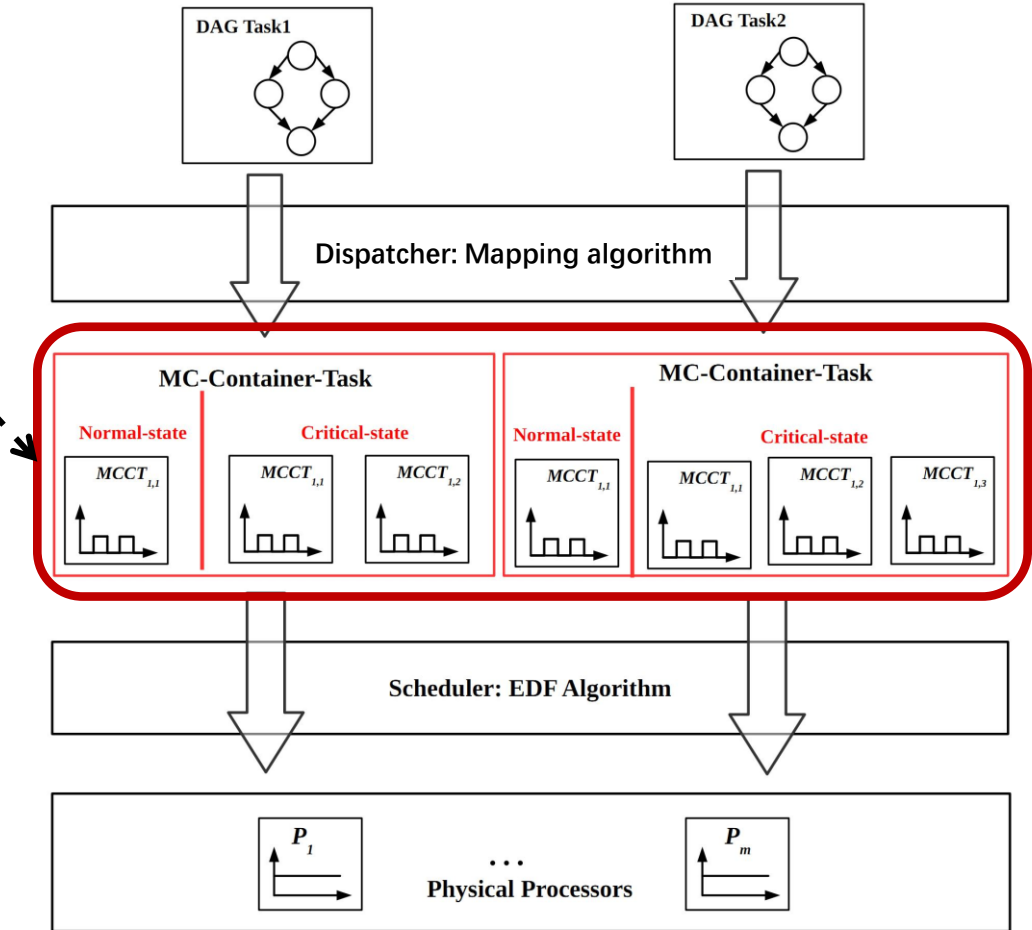 DAG Task1
DAG Task2
Dispatcher: Mapping algorithm
MC-Container-Task
Normal-state
Critical-state
MCCT1,1
MCCT1,1
MCCT1,2
MC-Container-Task
Normal-state
Critical-state
MCCT1,1
MCCT1,1
MCCT1,2
MCCT1,3
Scheduler: EDF Algorithm
P1
...
Pm
Physical Processors